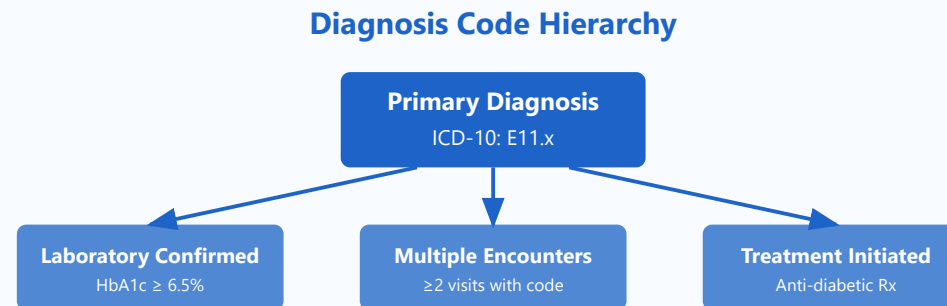 Diagnosis Code Hierarchy
Primary Diagnosis
ICD-10: E11.x
Laboratory Confirmed
HbA1c ≥ 6.5%
Multiple Encounters
≥2 visits with code
Treatment Initiated
Anti-diabetic Rx